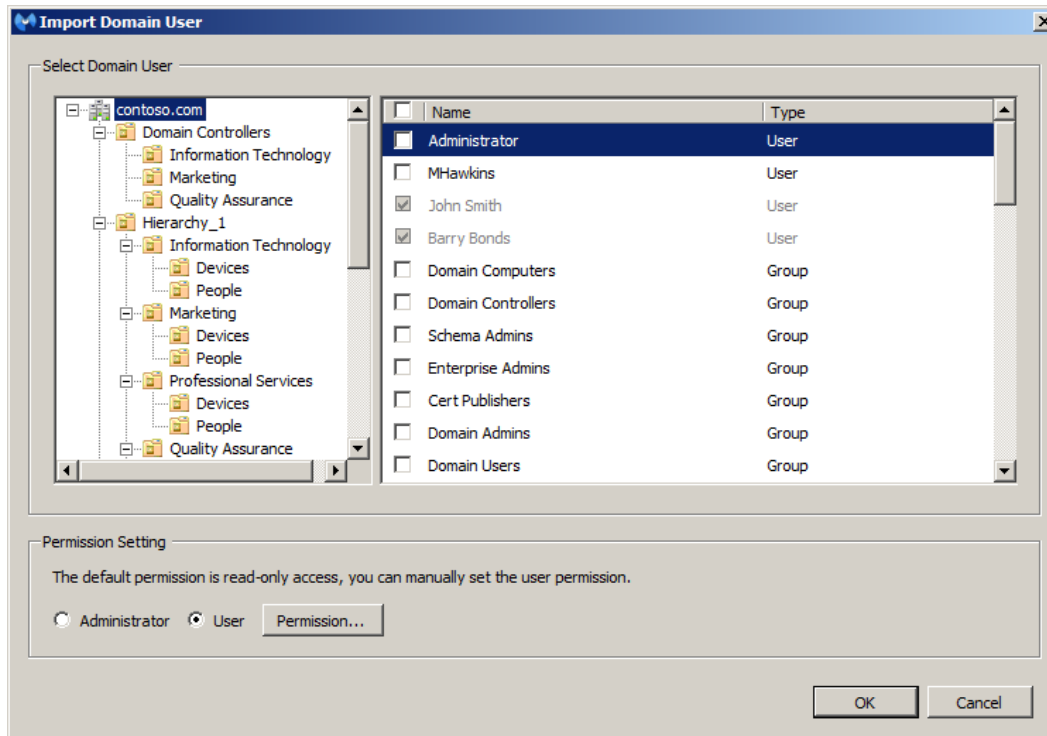 Import Domain User
Select Domain User
contoso.com
Domain Controllers
Information Technology
Marketing
Quality Assurance
Hierarchy_1
Information Technology
Devices
People
Marketing
Devices
People
Professional Services
Devices
People
Quality Assurance
Name Type
Administrator User
MHawkins User
John Smith User
Barry Bonds User
Domain Computers Group
Domain Controllers Group
Schema Admins Group
Enterprise Admins Group
Cert Publishers Group
Domain Admins Group
Domain Users Group
Permission Setting
The default permission is read-only access, you can manually set the user permission.
Administrator User Permission...
OK Cancel